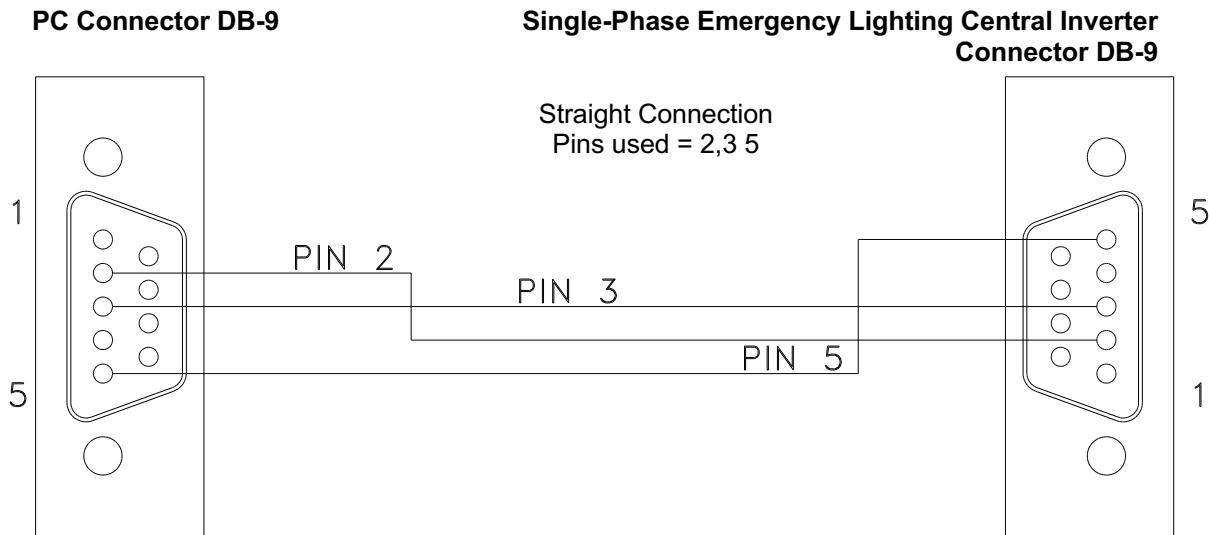 PC Connector DB-9
Single-Phase Emergency Lighting Central Inverter
Connector DB-9
Straight Connection
Pins used = 2,3 5
1
5
PIN 2
PIN 3
PIN 5
5
1